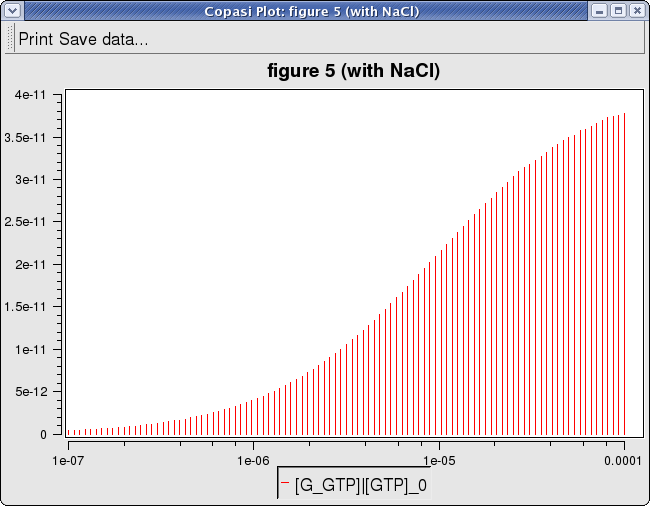 Copasi Plot: figure 5 (with NaCl)
Print Save data...
figure 5 (with NaCl)
4e-11
3.5e-11
3e-11
2.5e-11
2e-11
1.5e-11
1e-11
5e-12
0
1e-07 1e-06 1e-05 0.0001
[G_GTP]|[GTP]_0